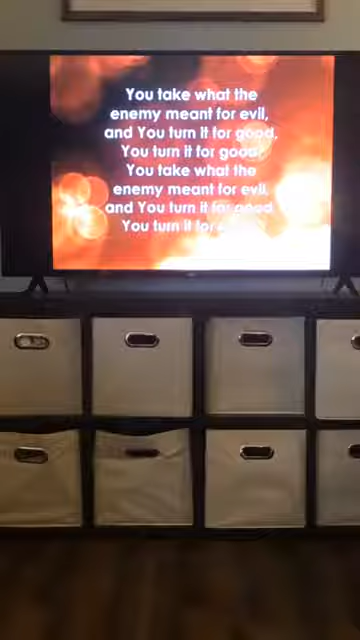 You take what the
enemy meant for evil,
and You turn it for good,
You turn it for good.
You take what the
enemy meant for evil
and You turn it for good
You turn it for